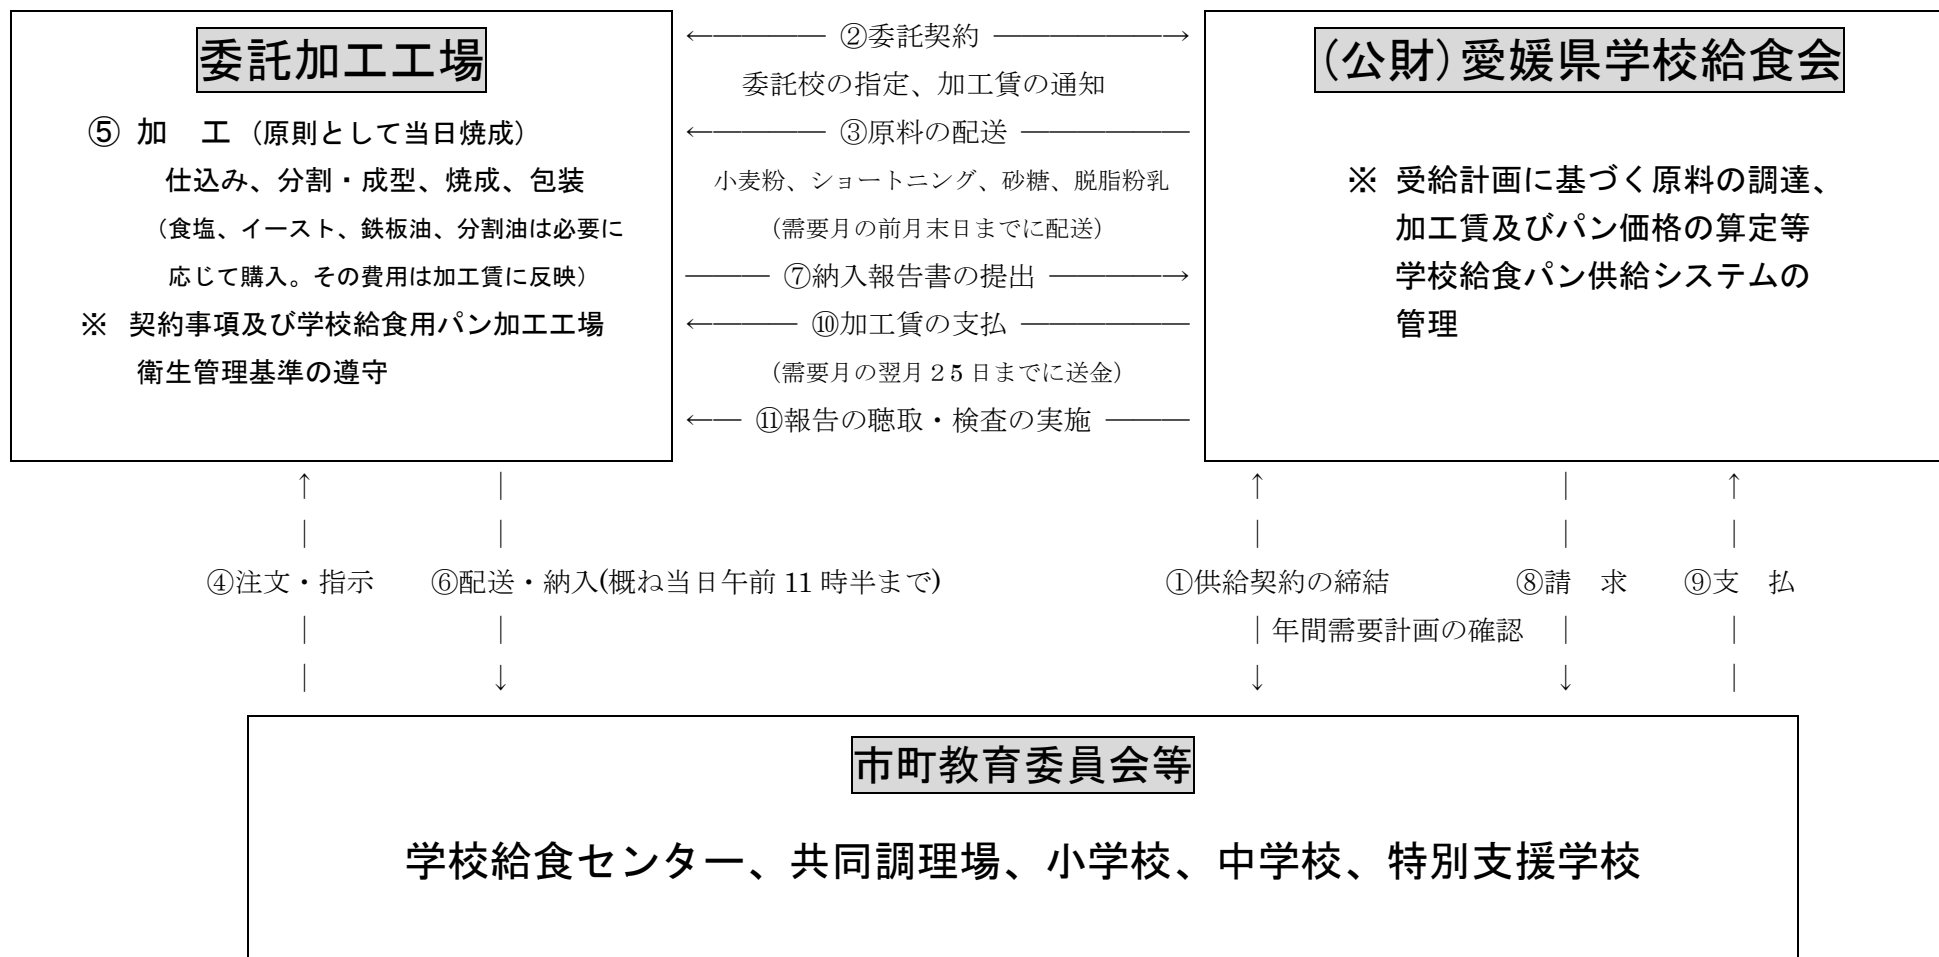 委託加工工場
⑤ 加　工（原則として当日焼成）
仕込み、分割・成型、焼成、包装
（食塩、イースト、鉄板油、分割油は必要に
応じて購入。その費用は加工賃に反映）
※ 契約事項及び学校給食用パン加工工場
衛生管理基準の遵守
←――― ②委託契約 ―――→
委託校の指定、加工賃の通知
←――― ③原料の配送 ―――
小麦粉、ショートニング、砂糖、脱脂粉乳
（需要月の前月末日までに配送）
――― ⑦納入報告書の提出 ―――→
←――― ⑩加工賃の支払 ―――
（需要月の翌月25日までに送金）
←― ⑪報告の聴取・検査の実施 ――
（公財）愛媛県学校給食会
※ 受給計画に基づく原料の調達、
加工賃及びパン価格の算定等
学校給食パン供給システムの
管理
④注文・指示　⑥配送・納入(概ね当日午前 11 時半まで)　①供給契約の締結　⑧請　求　⑨支　払
年間需要計画の確認
市町教育委員会等
学校給食センター、共同調理場、小学校、中学校、特別支援学校